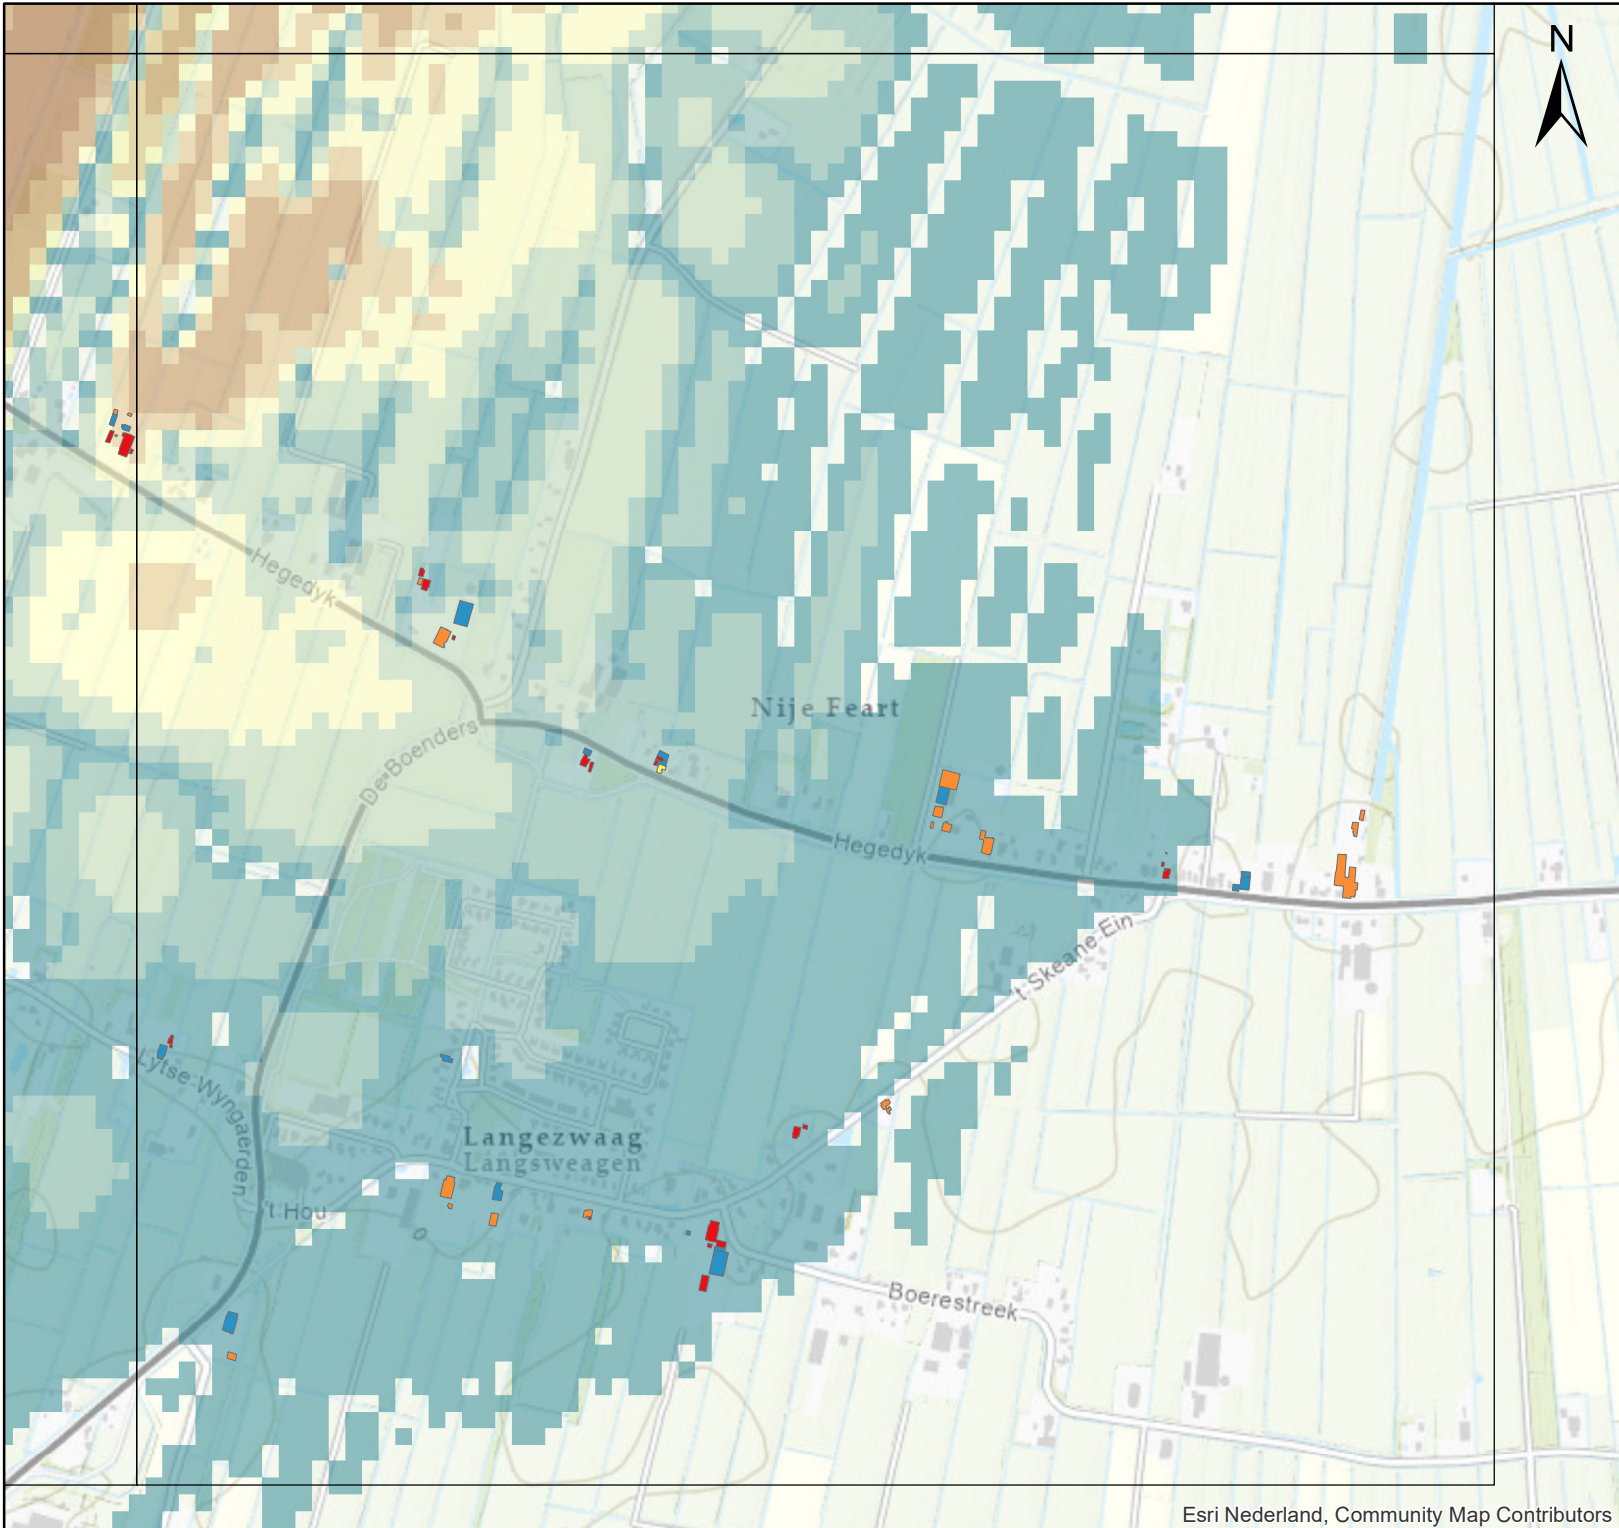 N
Hegedyk
Nije Feart
De Boenders
Hegedyk
't Skeane Ein
Lytse Wyngaerden
Langezwaag
Langsweagen
't Hou
Boerestreek
Esri Nederland, Community Map Contributors